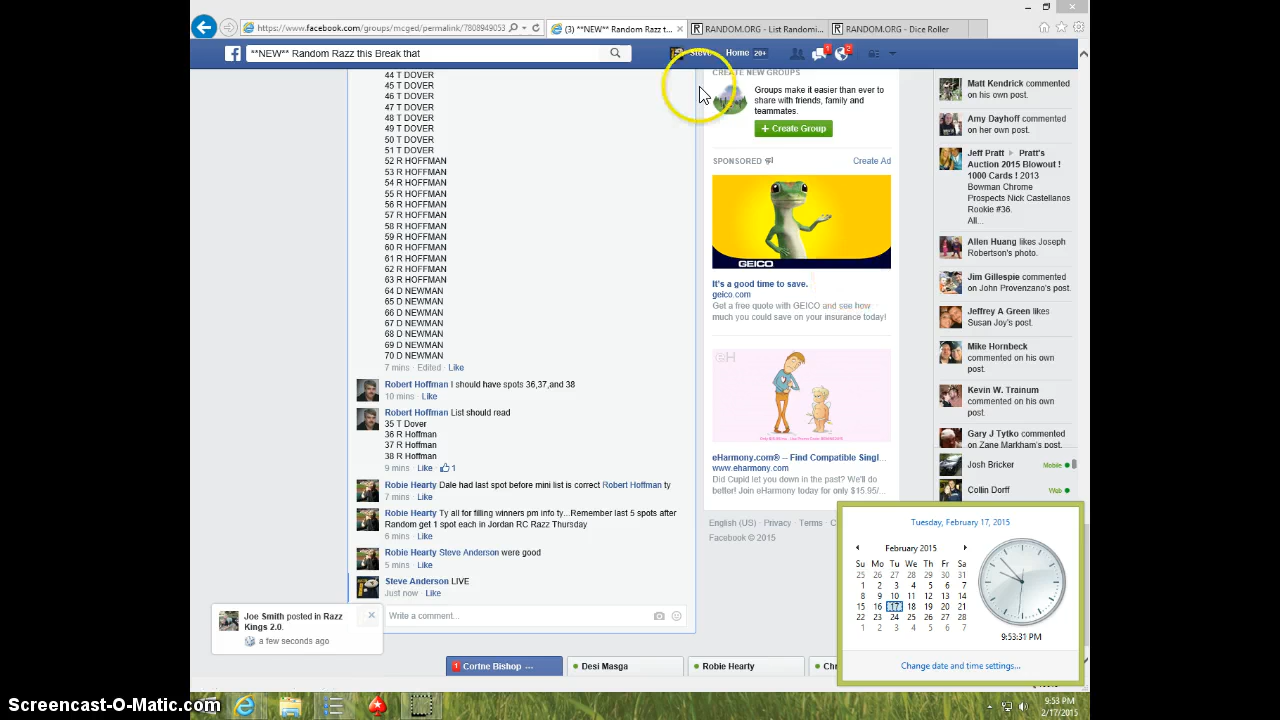 https://www.facebook.com/groups/mcged/permalink/7808949053
(3) **NEW** Random Razz t...
RANDOM.ORG - List Randomi...
RANDOM.ORG - Dice Roller
**NEW** Random Razz this Break that
Steve
Home 20+
1
2
44 T DOVER
45 T DOVER
46 T DOVER
47 T DOVER
48 T DOVER
49 T DOVER
50 T DOVER
51 T DOVER
52 R HOFFMAN
53 R HOFFMAN
54 R HOFFMAN
55 R HOFFMAN
56 R HOFFMAN
57 R HOFFMAN
58 R HOFFMAN
59 R HOFFMAN
60 R HOFFMAN
61 R HOFFMAN
62 R HOFFMAN
63 R HOFFMAN
64 D NEWMAN
65 D NEWMAN
66 D NEWMAN
67 D NEWMAN
68 D NEWMAN
69 D NEWMAN
70 D NEWMAN
7 mins · Edited · Like
Robert Hoffman I should have spots 36,37,and 38
10 mins · Like
Robert Hoffman List should read
35 T Dover
36 R Hoffman
37 R Hoffman
38 R Hoffman
9 mins · Like · 1
Robie Hearty Dale had last spot before mini list is correct Robert Hoffman ty
7 mins · Like
Robie Hearty Ty all for filling winners pm info ty...Remember last 5 spots after
Random get 1 spot each in Jordan RC Razz Thursday
6 mins · Like
Robie Hearty Steve Anderson were good
5 mins · Like
Steve Anderson LIVE
Just now · Like
Write a comment...
Joe Smith posted in Razz
Kings 2.0.
a few seconds ago
CREATE NEW GROUPS
Groups make it easier than ever to
share with friends, family and
teammates.
+ Create Group
SPONSORED
Create Ad
GEICO
It's a good time to save.
geico.com
Get a free quote with GEICO and see how
much you could save on your insurance today!
eH
eHarmony.com® – Find Compatible Singl...
www.eharmony.com
Did Cupid let you down in the past? We'll do
better! Join eHarmony today for only $15.95/...
English (US) · Privacy · Terms · C
Facebook © 2015
Matt Kendrick commented
on his own post.
Amy Dayhoff commented
on her own post.
Jeff Pratt ▸ Pratt's
Auction 2015 Blowout !
1000 Cards ! 2013
Bowman Chrome
Prospects Nick Castellanos
Rookie #36.
All...
Allen Huang likes Joseph
Robertson's photo.
Jim Gillespie commented
on John Provenzano's post.
Jeffrey A Green likes
Susan Joy's post.
Mike Hornbeck
commented on his own
post.
Kevin W. Trainum
commented on his own
post.
Gary J Tytko commented
on Zane Markham's post.
Josh Bricker Mobile
Collin Dorff Web
Tuesday, February 17, 2015
February 2015
Su Mo Tu We Th Fr Sa
25 26 27 28 29 30 31
1 2 3 4 5 6 7
8 9 10 11 12 13 14
15 16 17 18 19 20 21
22 23 24 25 26 27 28
1 2 3 4 5 6 7
9:53:31 PM
Change date and time settings...
1 Cortne Bishop ...
Desi Masga
Robie Hearty
Chr
9:53 PM
2/17/2015
Screencast-O-Matic.com